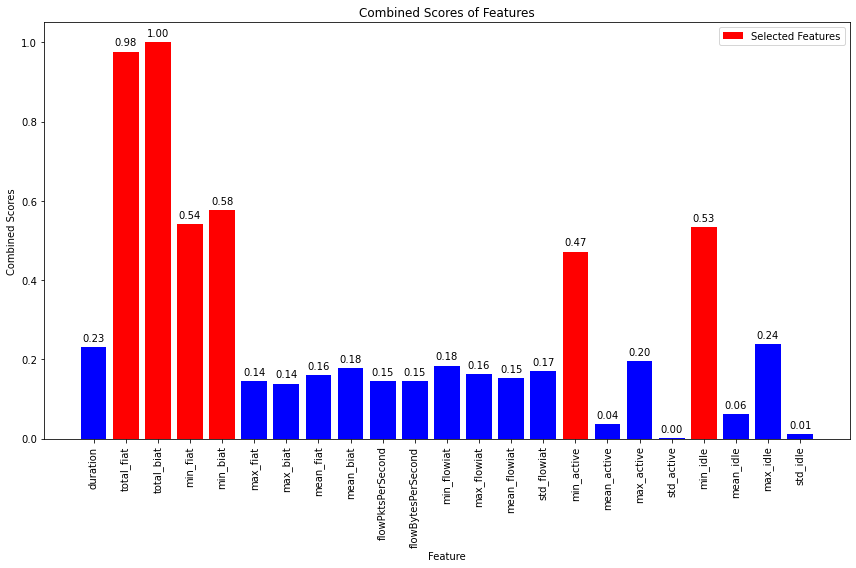 Combined Scores of Features
Selected Features
Combined Scores
1.0
0.8
0.6
0.4
0.2
0.0
0.23
0.98
1.00
0.54
0.58
0.14
0.14
0.16
0.18
0.15
0.15
0.18
0.16
0.15
0.17
0.47
0.04
0.20
0.00
0.53
0.06
0.24
0.01
duration
total_fiat
total_biat
min_fiat
min_biat
max_fiat
max_biat
mean_fiat
mean_biat
flowPktsPerSecond
flowBytesPerSecond
min_flowiat
max_flowiat
mean_flowiat
std_flowiat
min_active
mean_active
max_active
std_active
min_idle
mean_idle
max_idle
std_idle
Feature